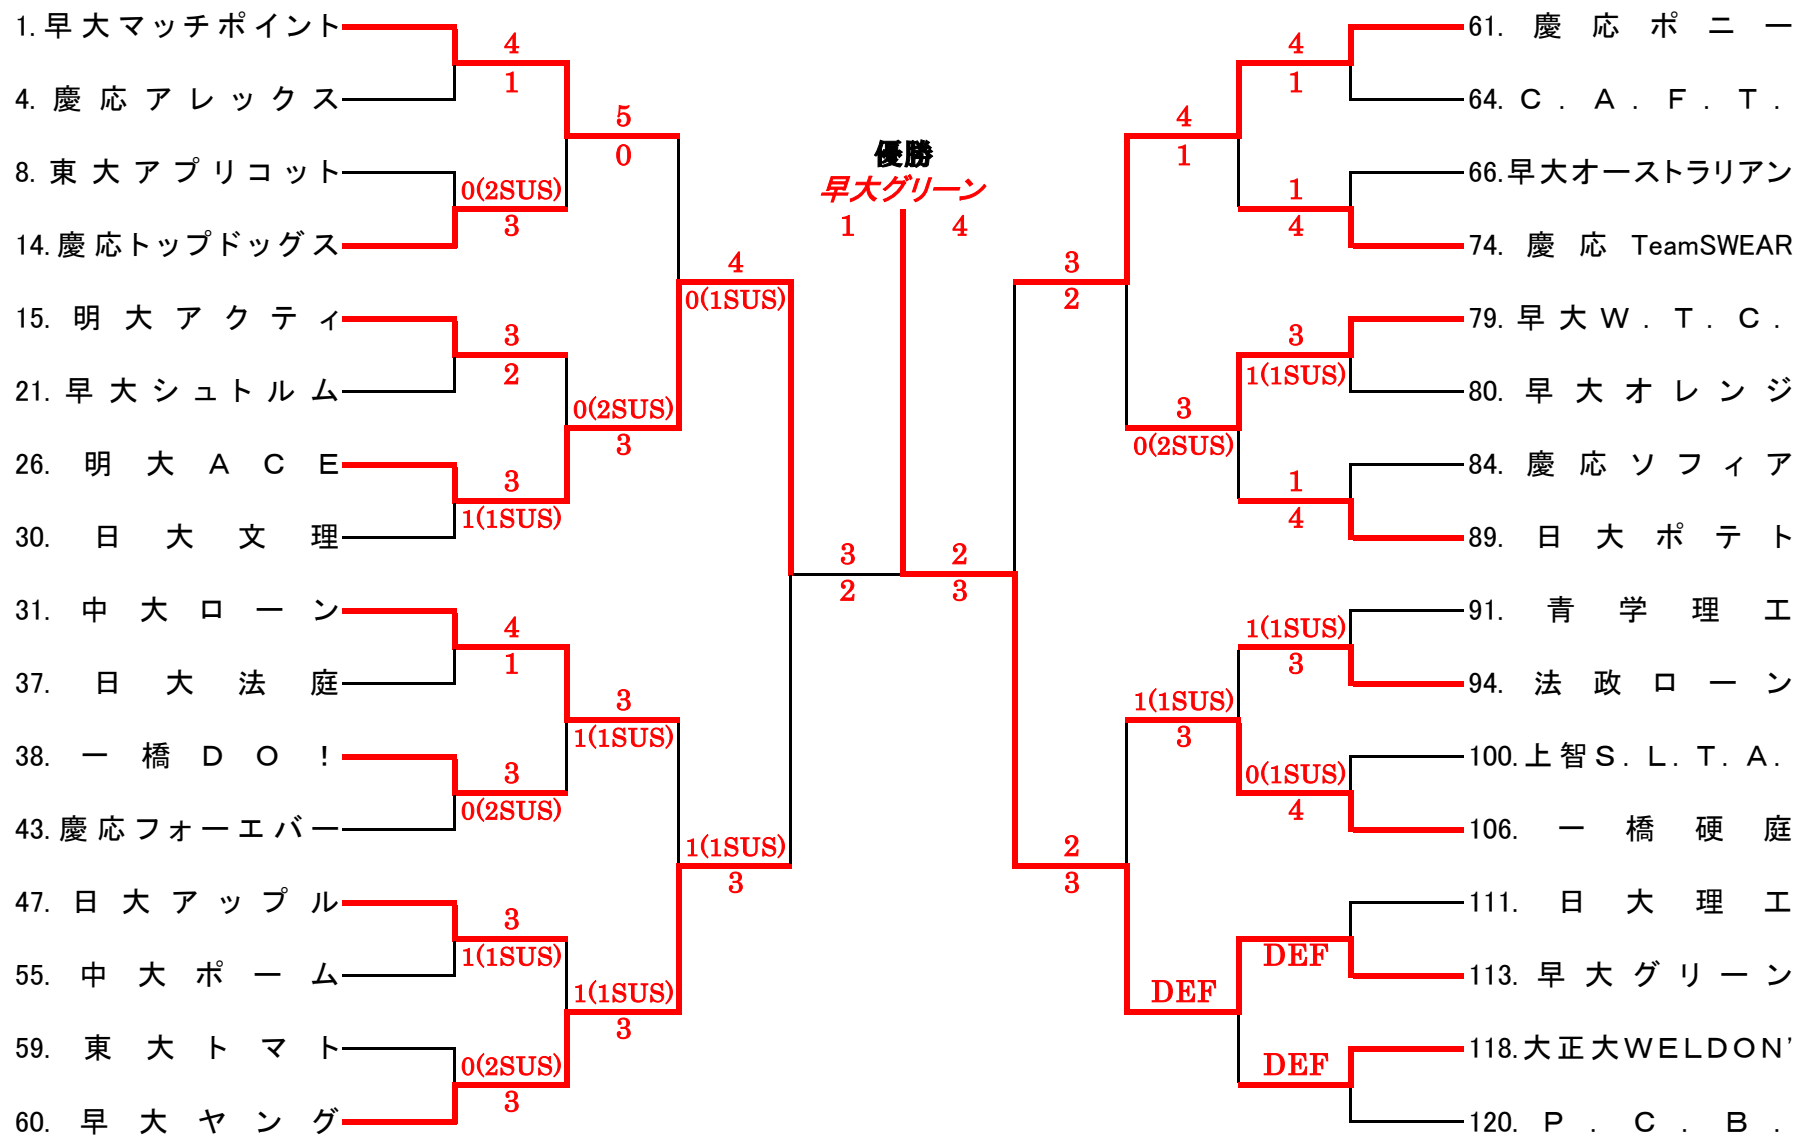 1. 早大マッチポイント
4. 慶応アレックス
8. 東大アプリコット
14. 慶応トップドッグス
15. 明大アクティ
21. 早大シュトルム
26. 明大ＡＣＥ
30. 日大文理
31. 中大ローン
37. 日大法庭
38. 一橋ＤＯ！
43. 慶応フォーエバー
47. 日大アップル
55. 中大ポーム
59. 東大トマト
60. 早大ヤング
4
1
0(2SUS)
3
3
2
3
1(1SUS)
4
1
3
0(2SUS)
3
1(1SUS)
0(2SUS)
3
5
0
0(2SUS)
3
3
1(1SUS)
1(1SUS)
3
4
0(1SUS)
1(1SUS)
3
3
2
優勝
早大グリーン
1 4
2
3
3
2
2
3
4
1
3
0(2SUS)
1(1SUS)
3
DEF
4
1
1
4
3
1(1SUS)
1
4
1(1SUS)
3
0(1SUS)
4
DEF
DEF
61. 慶応ポニー
64. Ｃ．Ａ．Ｆ．Ｔ．
66. 早大オーストラリアン
74. 慶応 TeamSWEAR
79. 早大Ｗ．Ｔ．Ｃ．
80. 早大オレンジ
84. 慶応ソフィア
89. 日大ポテト
91. 青学理工
94. 法政ローン
100. 上智Ｓ．Ｌ．Ｔ．Ａ．
106. 一橋硬庭
111. 日大理工
113. 早大グリーン
118. 大正大ＷＥＬＤＯＮ'
120. Ｐ．Ｃ．Ｂ．